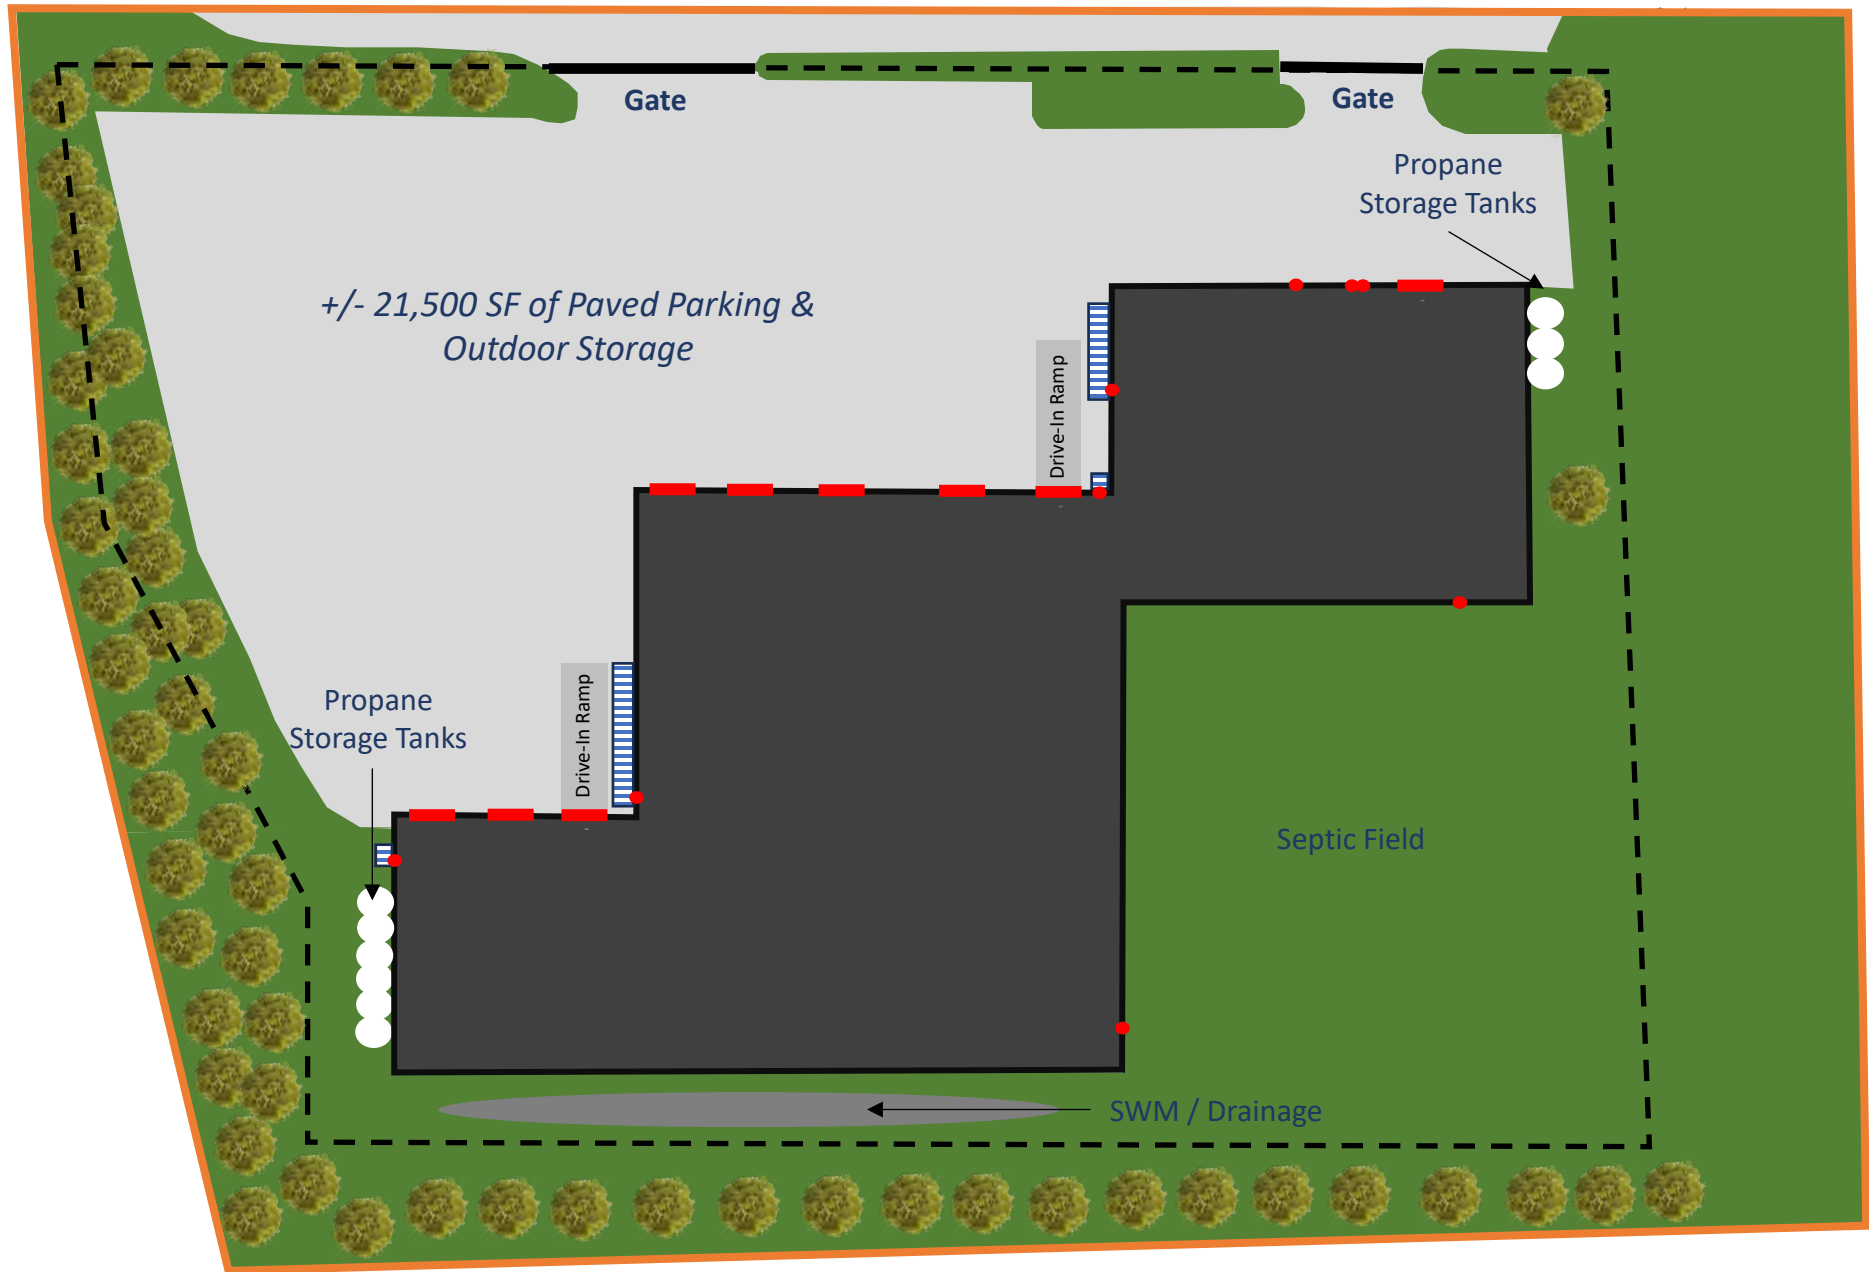 Gate
Gate
Propane
Storage Tanks
+/- 21,500 SF of Paved Parking &
Outdoor Storage
Drive-In Ramp
Propane
Storage Tanks
Drive-In Ramp
Septic Field
SWM / Drainage